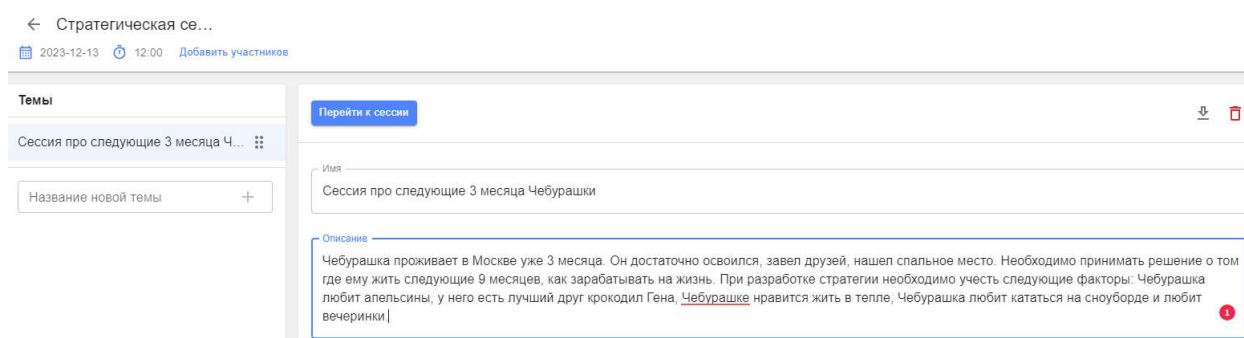 Стратегическая се...
2023-12-13 12:00 Добавить участников
Темы
Сессия про следующие 3 месяца Ч...
Название новой темы
Перейти к сессии
Имя
Сессия про следующие 3 месяца Чебурашки
Описание
Чебурашка проживает в Москве уже 3 месяца. Он достаточно освоился, завел друзей, нашел спальное место. Необходимо принимать решение о том
где ему жить следующие 9 месяцев, как зарабатывать на жизнь. При разработке стратегии необходимо учесть следующие факторы: Чебурашка
любит апельсины, у него есть лучший друг крокодил Гена, Чебурашке нравится жить в тепле, Чебурашка любит кататься на сноуборде и любит
вечеринки
1